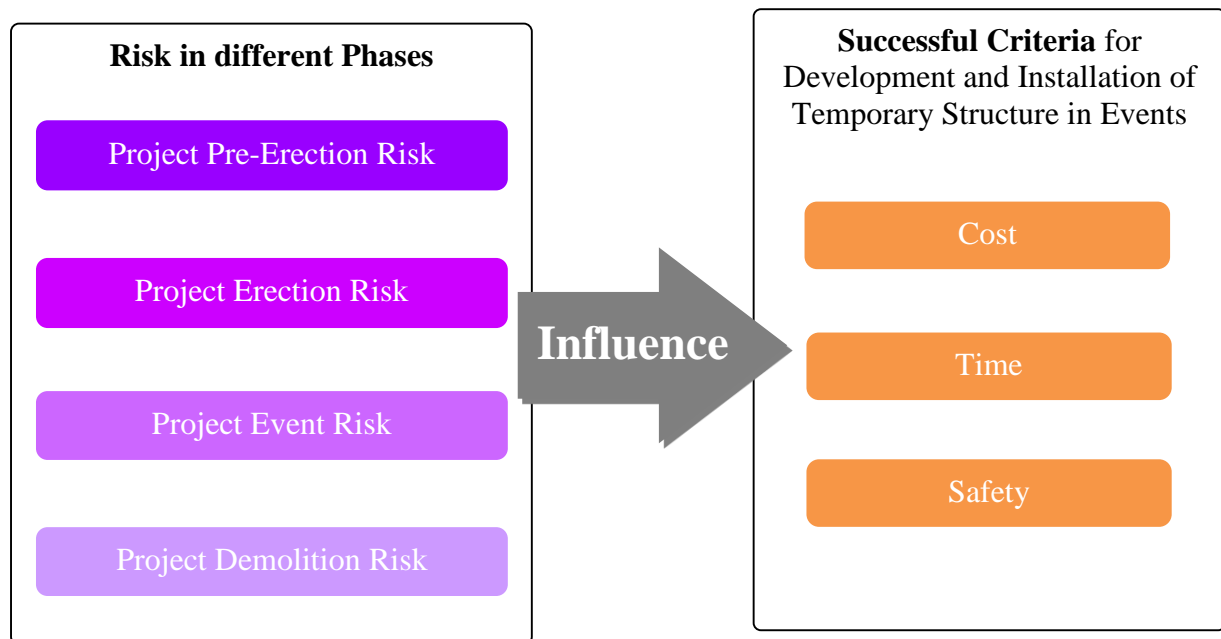 Risk in different Phases
Project Pre-Erection Risk
Project Erection Risk
Project Event Risk
Project Demolition Risk
Influence
Successful Criteria for
Development and Installation of
Temporary Structure in Events
Cost
Time
Safety